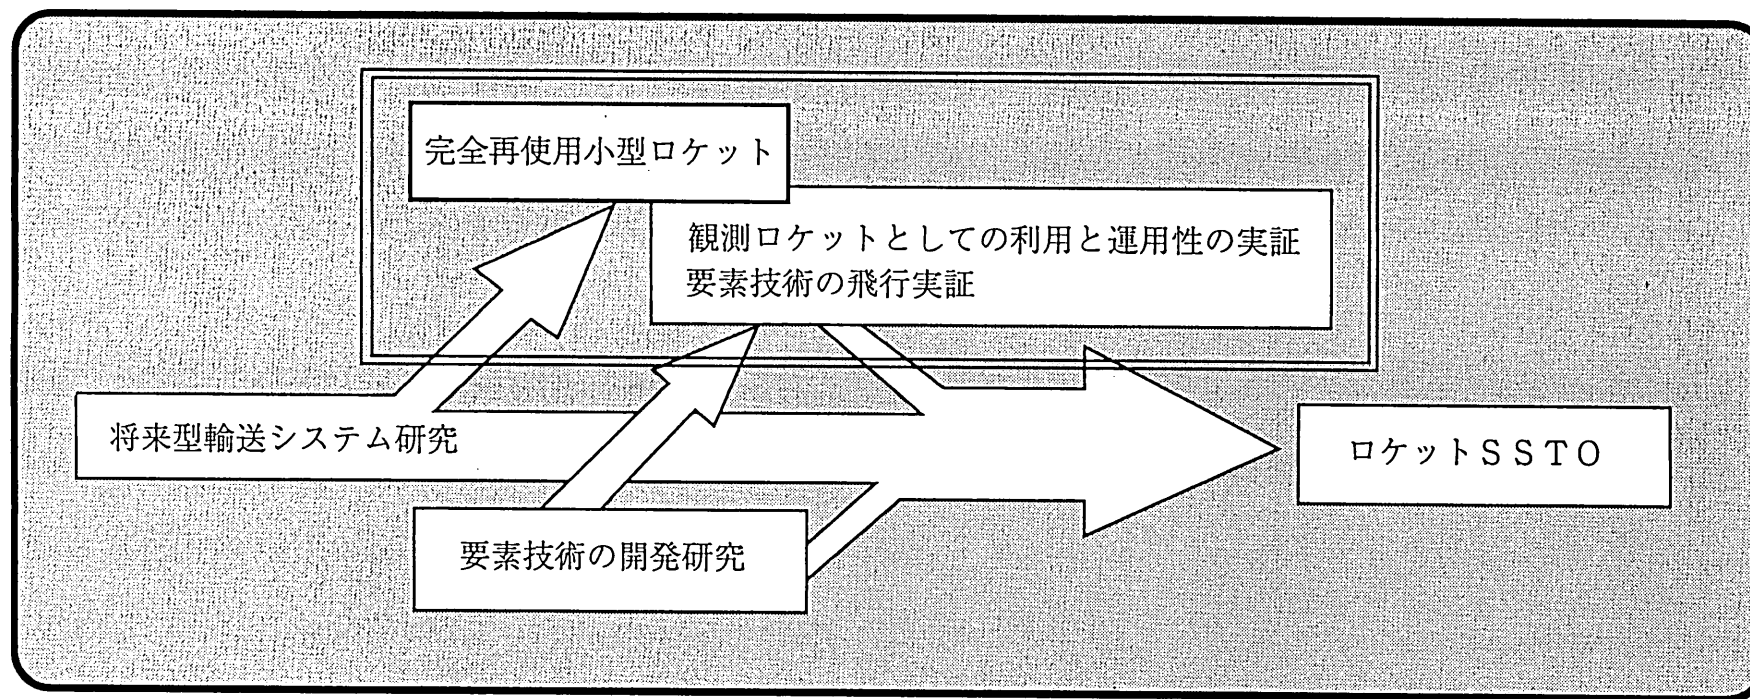 完全再使用小型ロケット
観測ロケットとしての利用と運用性の実証
要素技術の飛行実証
将来型輸送システム研究
ロケットＳＳＴＯ
要素技術の開発研究